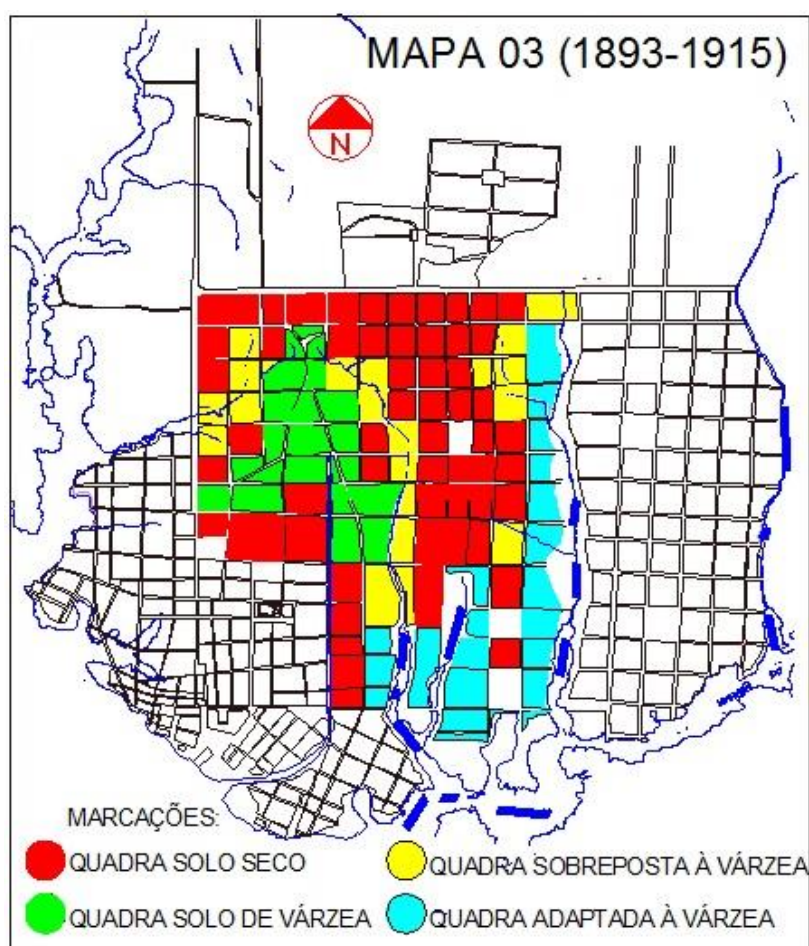 MAPA 03 (1893-1915)
N
MARCAÇÕES:
QUADRA SOLO SECO
QUADRA SOBREPOSTA À VÁRZEA
QUADRA SOLO DE VÁRZEA
QUADRA ADAPTADA À VÁRZEA